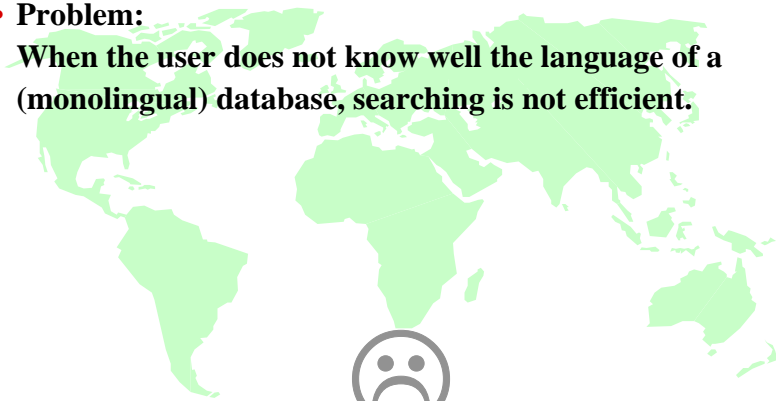 • Problem:
When the user does not know well the language of a
(monolingual) database, searching is not efficient.